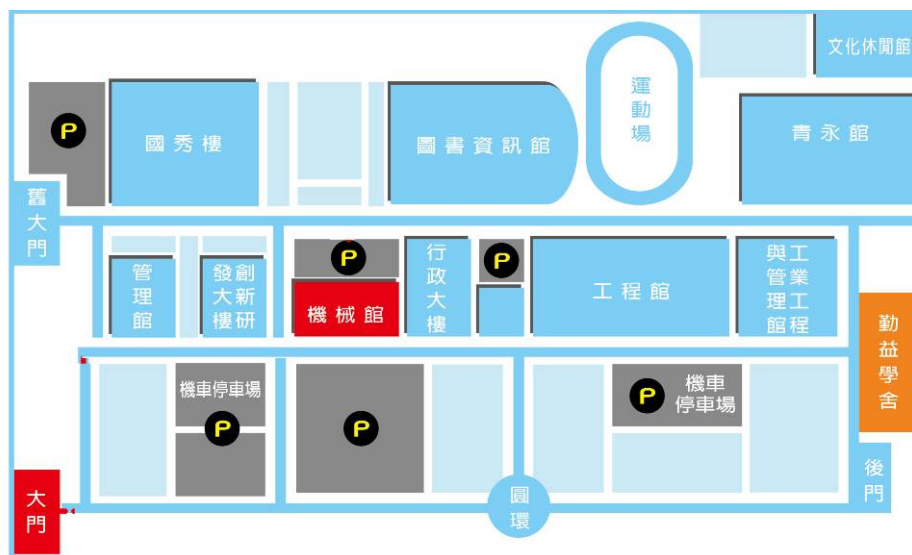 文化休閒館
運動場
P
國秀樓
圖書資訊館
青永館
舊大門
P
行政大樓
P
管理館
創新研
發大樓
機械館
工程館
工業工程
與管理館
勤益學舍
機車停車場
P
P
P
機車
停車場
後門
大門
圓環